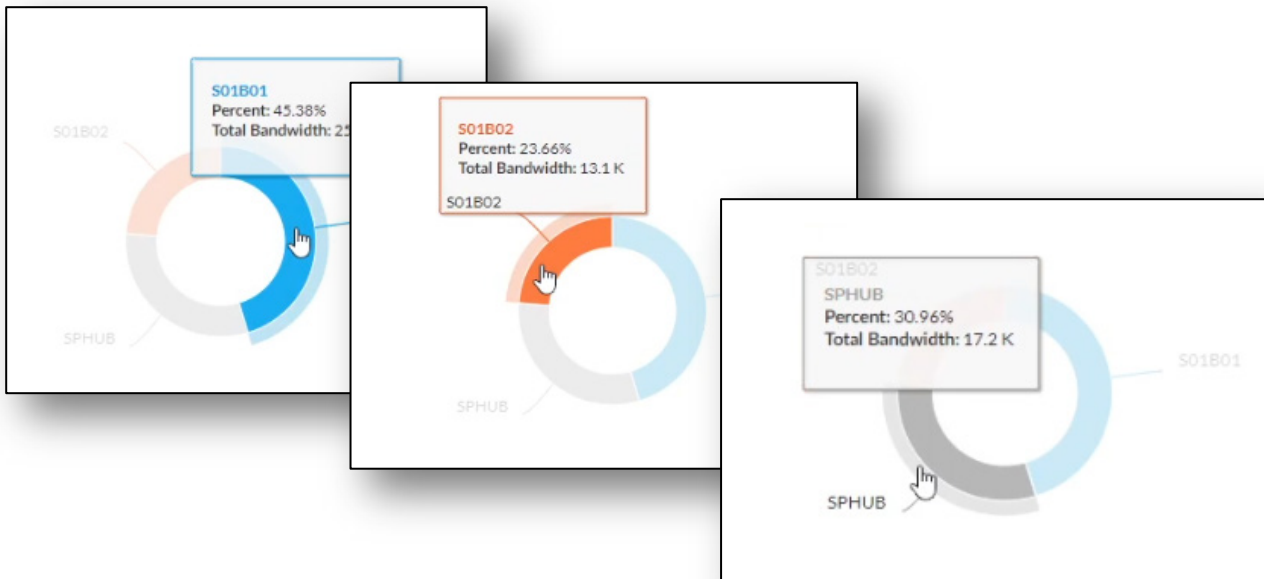 S01B01
Percent: 45.38%
Total Bandwidth: 25
S01B02
SPHUB
S01B02
Percent: 23.66%
Total Bandwidth: 13.1 K
S01B02
SPHUB
S01B02
SPHUB
Percent: 30.96%
Total Bandwidth: 17.2 K
S01B01
SPHUB